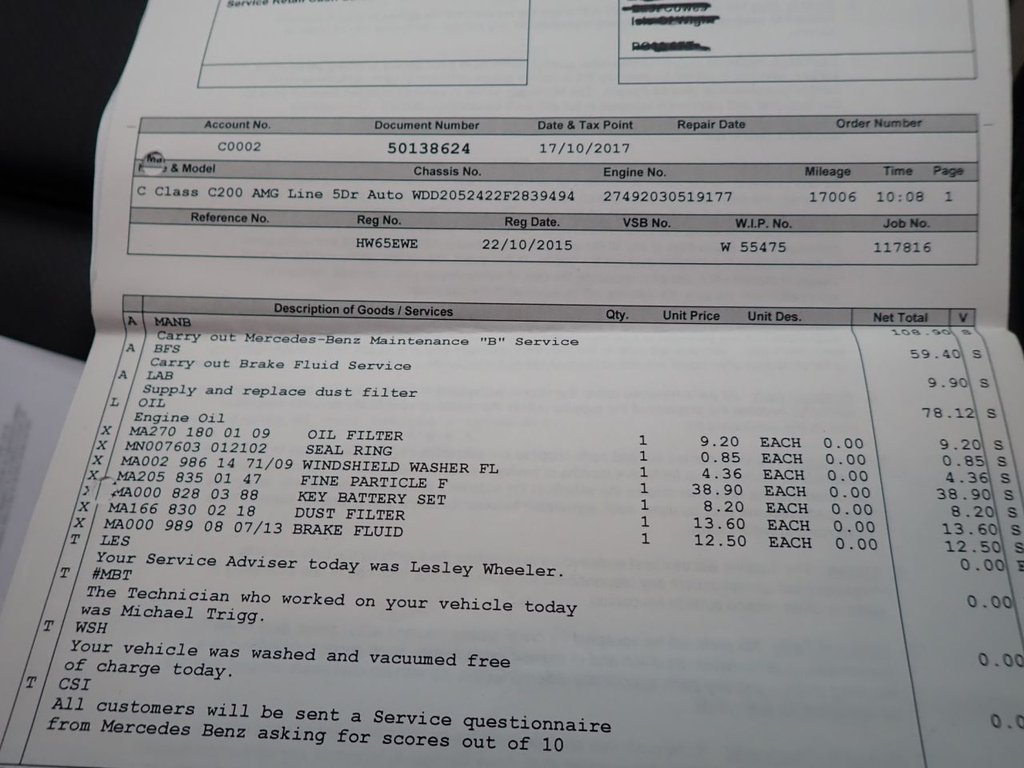 Service Retail
Account No. Document Number Date & Tax Point Repair Date Order Number
C0002 50138624 17/10/2017
& Model Chassis No. Engine No. Mileage Time Page
C Class C200 AMG Line 5Dr Auto WDD2052422F2839494 27492030519177 17006 10:08 1
Reference No. Reg No. Reg Date. VSB No. W.I.P. No. Job No.
HW65EWE 22/10/2015 W 55475 117816
Description of Goods / Services Qty. Unit Price Unit Des. Net Total V
A MANB 108.90 S
Carry out Mercedes-Benz Maintenance "B" Service
A BFS 59.40 S
Carry out Brake Fluid Service
A LAB 9.90 S
Supply and replace dust filter
L OIL 78.12 S
Engine Oil
X MA270 180 01 09 OIL FILTER 1 9.20 EACH 0.00 9.20 S
X MN007603 012102 SEAL RING 1 0.85 EACH 0.00 0.85 S
X MA002 986 14 71/09 WINDSHIELD WASHER FL 1 4.36 EACH 0.00 4.36 S
X MA205 835 01 47 FINE PARTICLE F 1 38.90 EACH 0.00 38.90 S
MA000 828 03 88 KEY BATTERY SET 1 8.20 EACH 0.00 8.20 S
X MA166 830 02 18 DUST FILTER 1 13.60 EACH 0.00 13.60 S
X MA000 989 08 07/13 BRAKE FLUID 1 12.50 EACH 0.00 12.50 S
T LES 0.00 E
Your Service Adviser today was Lesley Wheeler.
T #MBT 0.00
The Technician who worked on your vehicle today
was Michael Trigg.
T WSH 0.00
Your vehicle was washed and vacuumed free
of charge today.
T CSI 0.0
All customers will be sent a Service questionnaire
from Mercedes Benz asking for scores out of 10